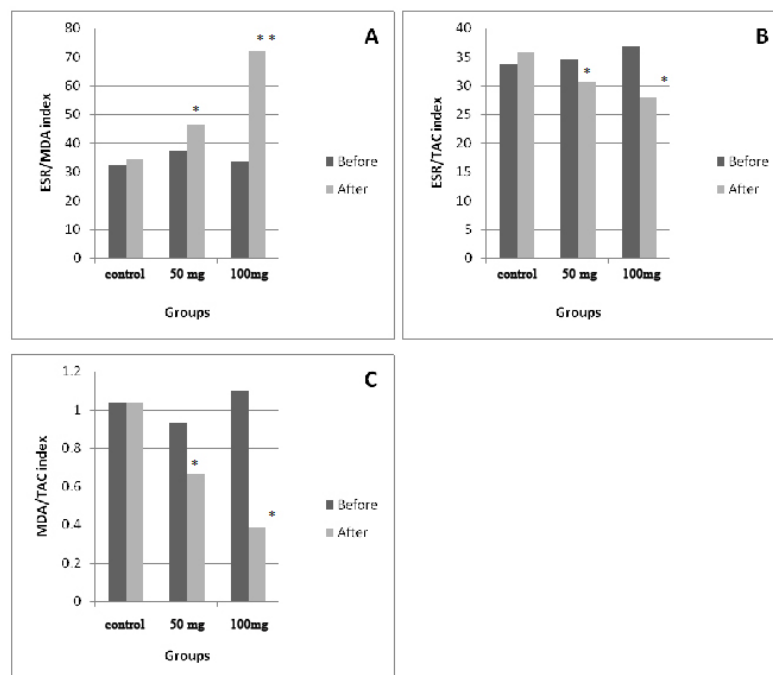 A
ESR/MDA index
80
70
60
50
40
30
20
10
0
* *
*
control 50 mg 100mg
Groups
Before
After
B
ESR/TAC index
40
35
30
25
20
15
10
5
0
*
*
control 50 mg 100mg
Groups
Before
After
C
MDA/TAC index
1.2
1
0.8
0.6
0.4
0.2
0
*
*
control 50 mg 100mg
Groups
Before
After